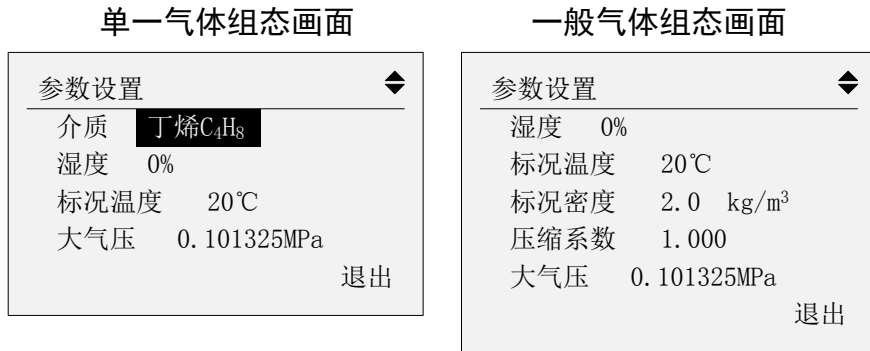 单一气体组态画面
参数设置
介质 丁烯C₄H₈
湿度 0%
标况温度 20℃
大气压 0.101325MPa
退出
一般气体组态画面
参数设置
湿度 0%
标况温度 20℃
标况密度 2.0 kg/m³
压缩系数 1.000
大气压 0.101325MPa
退出